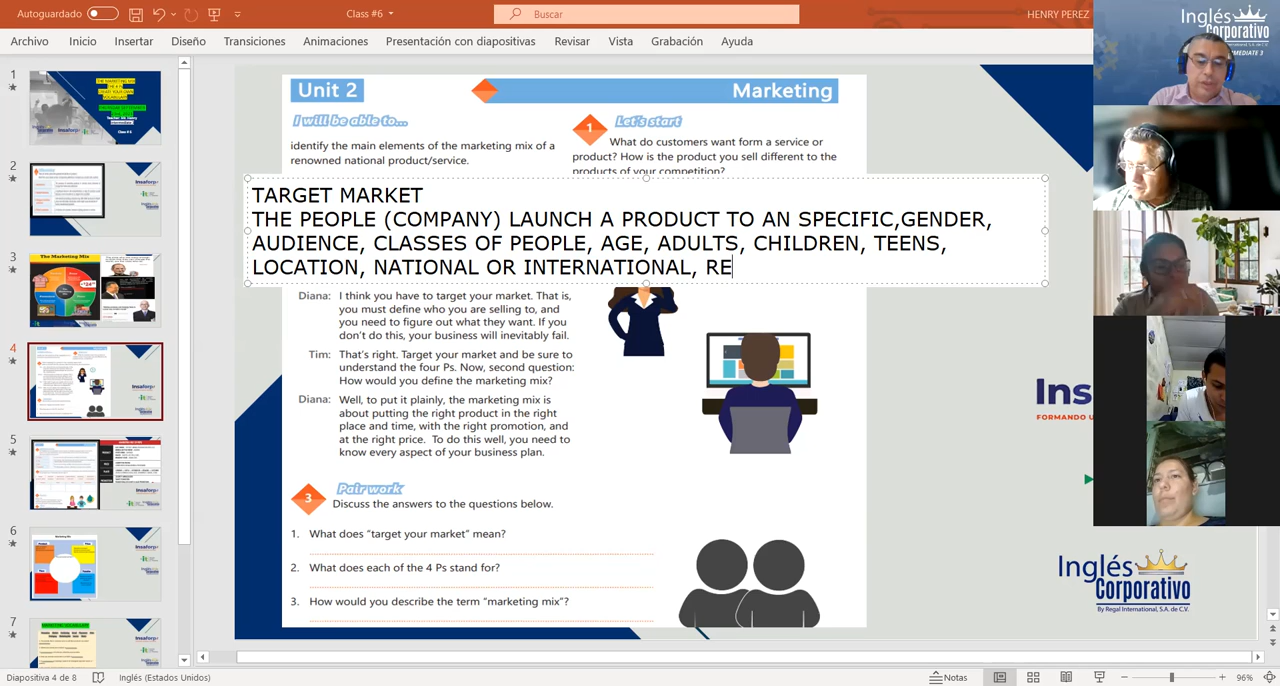 Autoguardado
Class #6
Buscar
HENRY PEREZ
Archivo Inicio Insertar Diseño Transiciones Animaciones Presentación con diapositivas Revisar Vista Grabación Ayuda
Unit 2
Marketing
I will be able to...
identify the main elements of the marketing mix of a
renowned national product/service.
1 Let's start
What do customers want form a service or
product? How is the product you sell different to the
products of your competition?
TARGET MARKET
THE PEOPLE (COMPANY) LAUNCH A PRODUCT TO AN SPECIFIC,GENDER,
AUDIENCE, CLASSES OF PEOPLE, AGE, ADULTS, CHILDREN, TEENS,
LOCATION, NATIONAL OR INTERNATIONAL, RE
Diana: I think you have to target your market. That is,
you must define who you are selling to, and
you need to figure out what they want. If you
don't do this, your business will inevitably fail.
Tim: That's right. Target your market and be sure to
understand the four Ps. Now, second question:
How would you define the marketing mix?
Diana: Well, to put it plainly, the marketing mix is
about putting the right product in the right
place and time, with the right promotion, and
at the right price. To do this well, you need to
know every aspect of your business plan.
3 Pair work
Discuss the answers to the questions below.
1. What does "target your market" mean?
2. What does each of the 4 Ps stand for?
3. How would you describe the term "marketing mix"?
Ins
FORMANDO U
Inglés
Corporativo
By Regal International, S.A. de C.V.
Inglés
Corporativo
1
2
3
The Marketing Mix
4
5
6
7
Diapositiva 4 de 8
Inglés (Estados Unidos)
Notas
96%